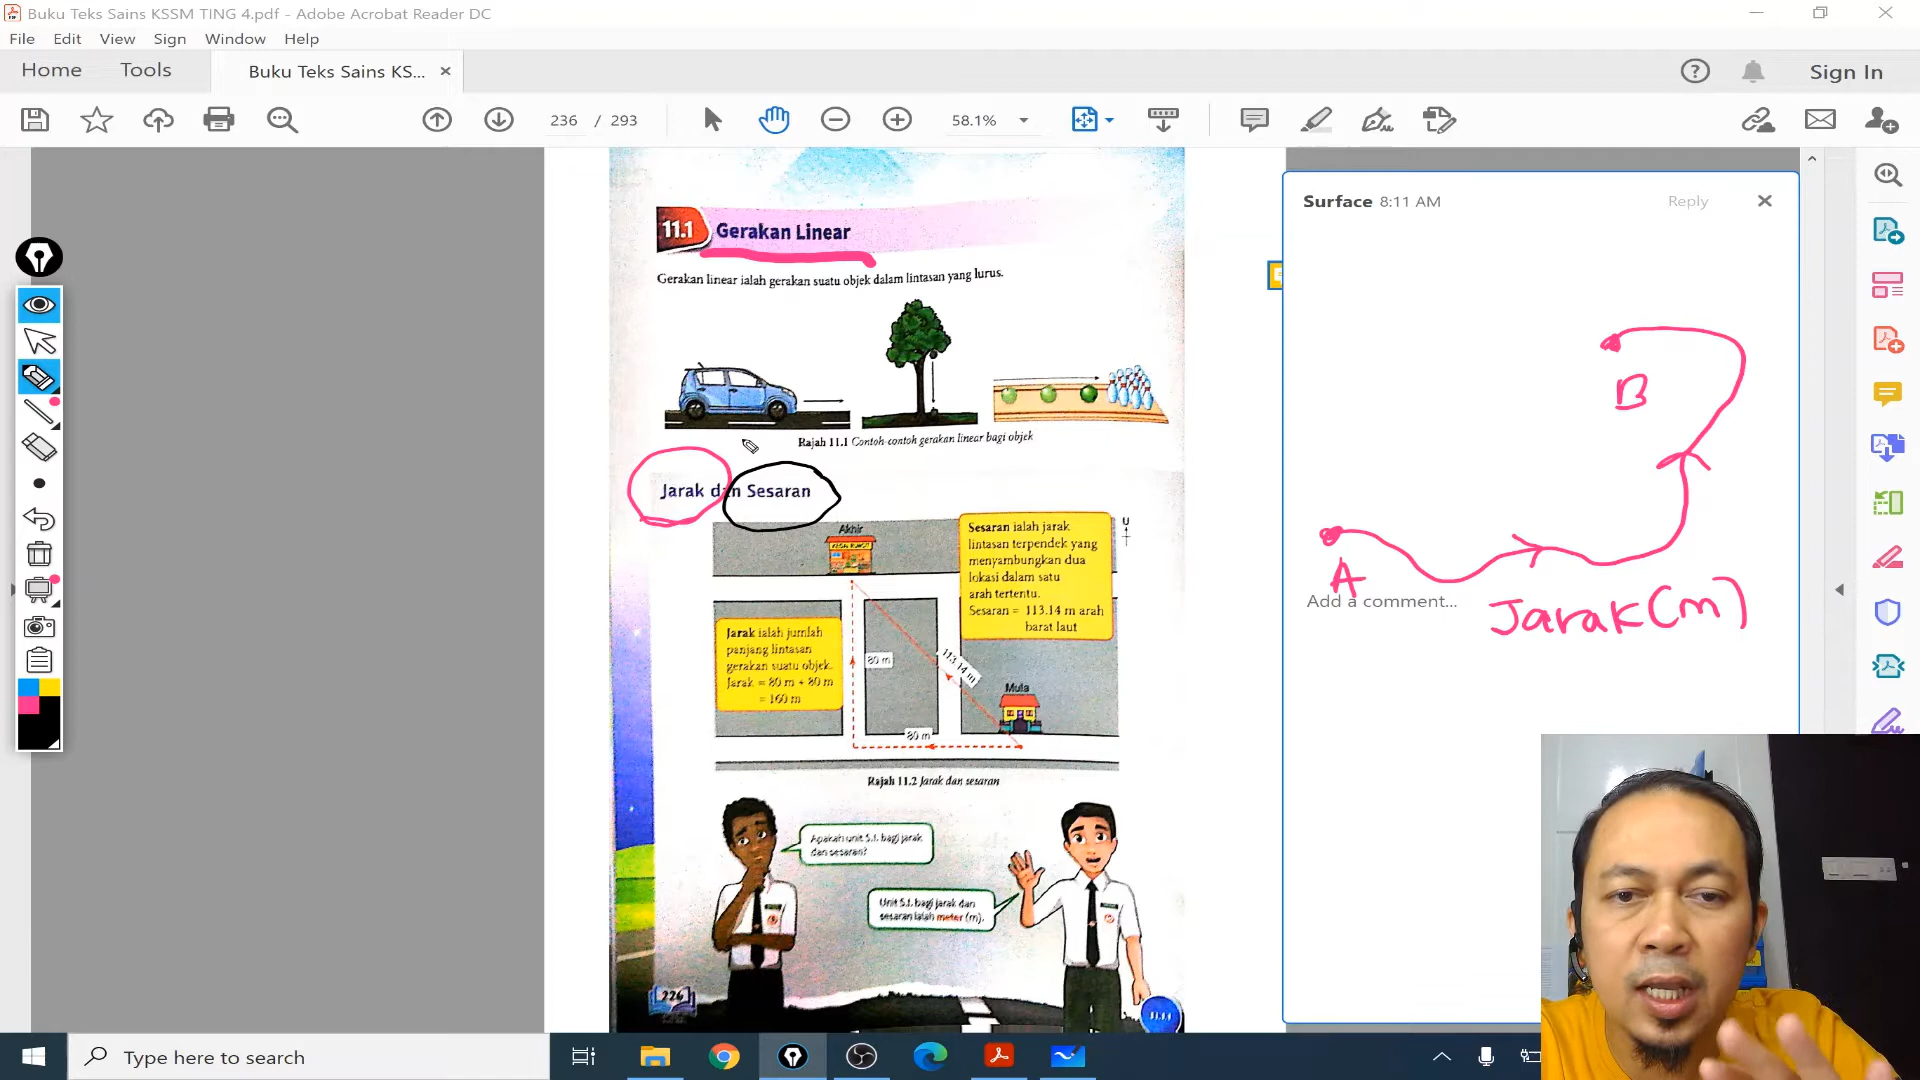 Buku Teks Sains KSSM TING 4.pdf - Adobe Acrobat Reader DC
File Edit View Sign Window Help
Home Tools Buku Teks Sains KS... × Sign In
236 / 293 58.1%
11.1 Gerakan Linear
Gerakan linear ialah gerakan suatu objek dalam lintasan yang lurus.
Rajah 11.1 Contoh-contoh gerakan linear bagi objek
Jarak dan Sesaran
Akhir
KEDAI RUNCIT
U
Sesaran ialah jarak
lintasan terpendek yang
menyambungkan dua
lokasi dalam satu
arah tertentu.
Sesaran = 113.14 m arah
barat laut
Jarak ialah jumlah
panjang lintasan
gerakan suatu objek.
Jarak = 80 m + 80 m
= 160 m
80 m
113.14 m
Mula
80 m
Rajah 11.2 Jarak dan sesaran
Apakah unit S.I. bagi jarak
dan sesaran?
Unit S.I. bagi jarak dan
sesaran ialah meter (m).
226
11.1.1
Surface 8:11 AM Reply
B
A
Add a comment...
Jarak (m)
Type here to search